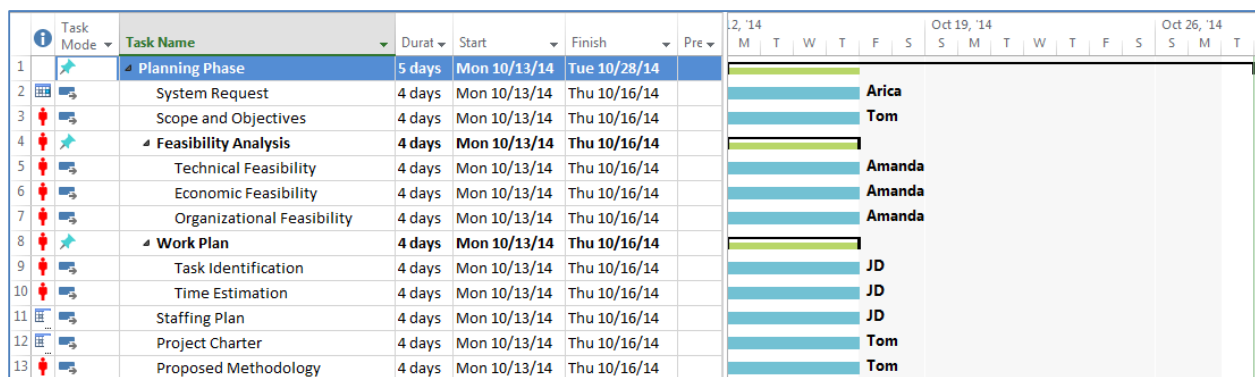 Task Mode Task Name Durat Start Finish Pre 2, '14 Oct 19, '14 Oct 26, '14
M T W T F S S M T W T F S S M T
1 Planning Phase 5 days Mon 10/13/14 Tue 10/28/14
2 System Request 4 days Mon 10/13/14 Thu 10/16/14 Arica
3 Scope and Objectives 4 days Mon 10/13/14 Thu 10/16/14 Tom
4 Feasibility Analysis 4 days Mon 10/13/14 Thu 10/16/14
5 Technical Feasibility 4 days Mon 10/13/14 Thu 10/16/14 Amanda
6 Economic Feasibility 4 days Mon 10/13/14 Thu 10/16/14 Amanda
7 Organizational Feasibility 4 days Mon 10/13/14 Thu 10/16/14 Amanda
8 Work Plan 4 days Mon 10/13/14 Thu 10/16/14
9 Task Identification 4 days Mon 10/13/14 Thu 10/16/14 JD
10 Time Estimation 4 days Mon 10/13/14 Thu 10/16/14 JD
11 Staffing Plan 4 days Mon 10/13/14 Thu 10/16/14 JD
12 Project Charter 4 days Mon 10/13/14 Thu 10/16/14 Tom
13 Proposed Methodology 4 days Mon 10/13/14 Thu 10/16/14 Tom